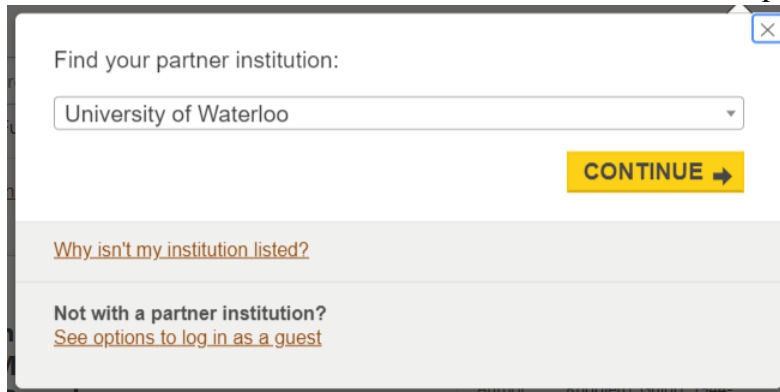 Find your partner institution:
University of Waterloo
CONTINUE
Why isn't my institution listed?
Not with a partner institution?
See options to log in as a guest